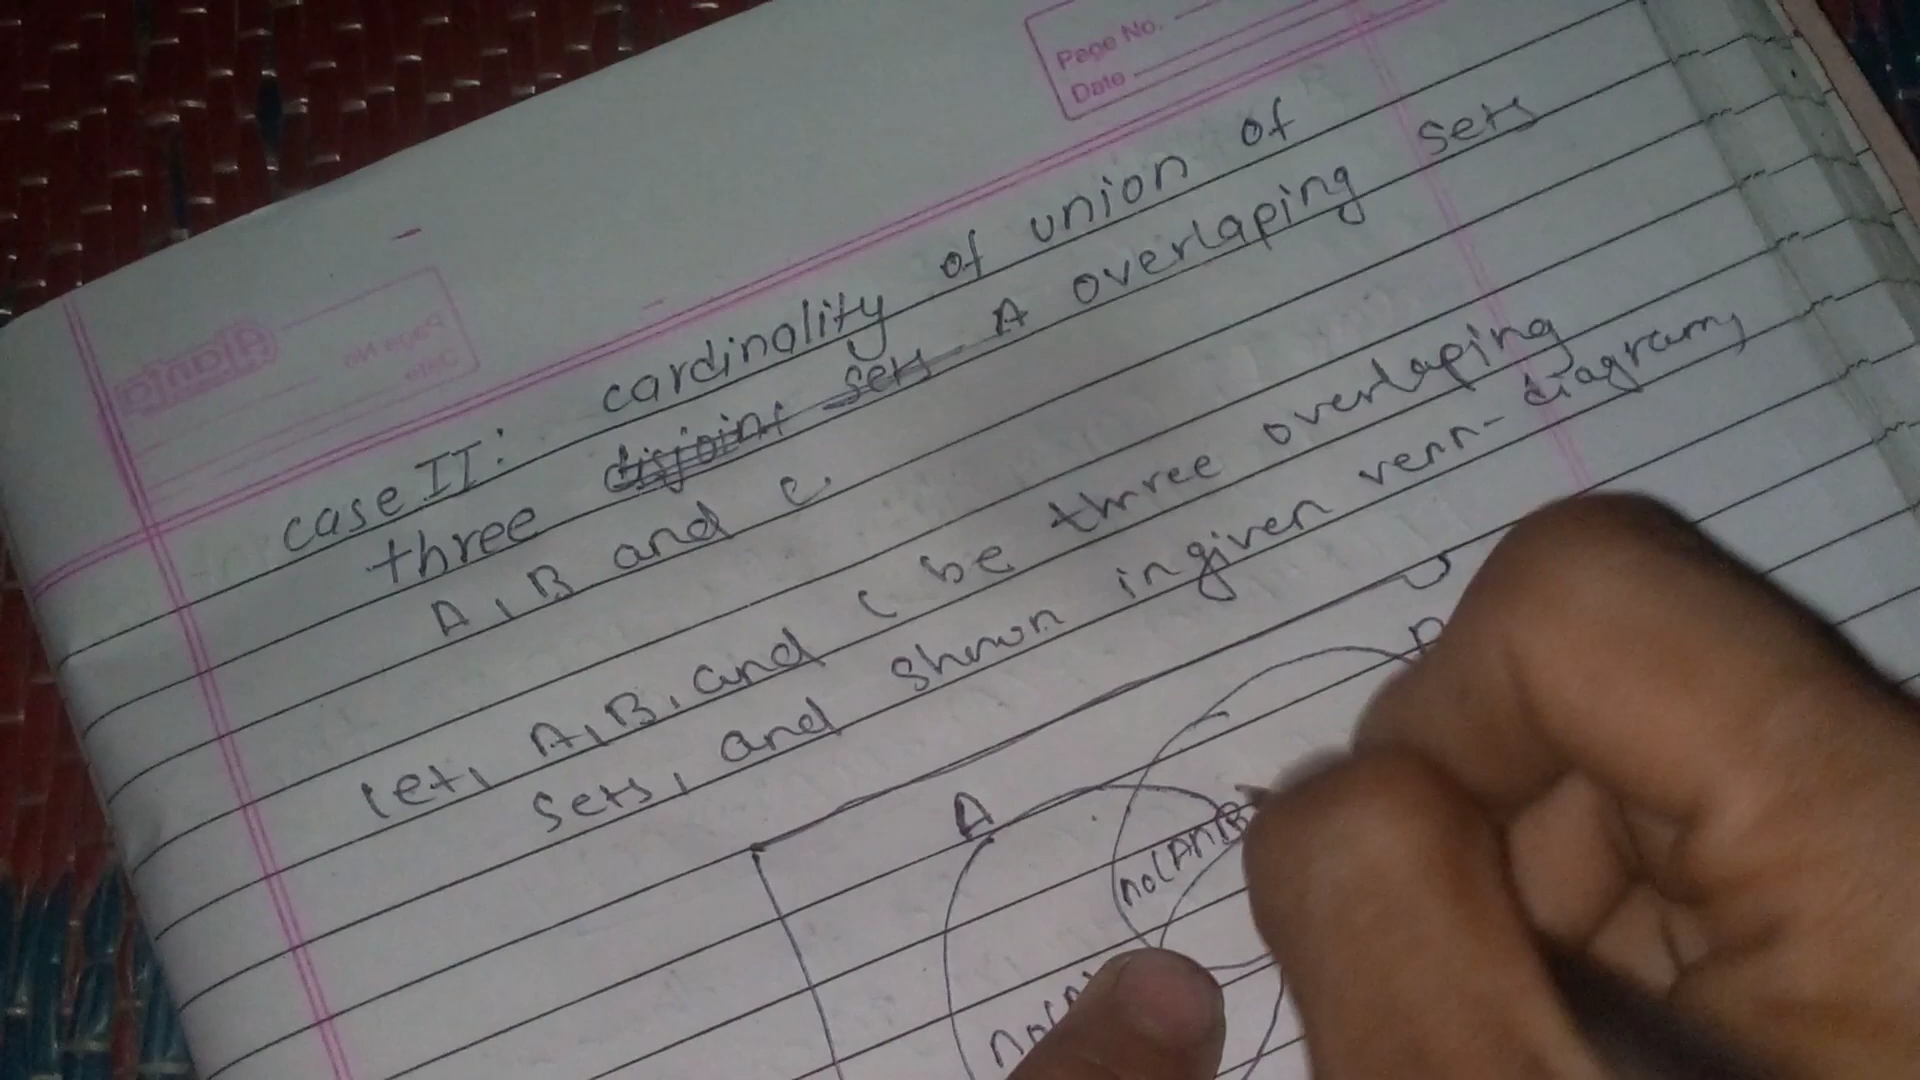 Page No.
Date
case II: cardinality of union of
three disjoint sets A overlaping sets
A, B and C.
let, A, B, and C be three overlaping
sets, and shown in given venn-diagram,
U
A
B
no(A∩B
no(A